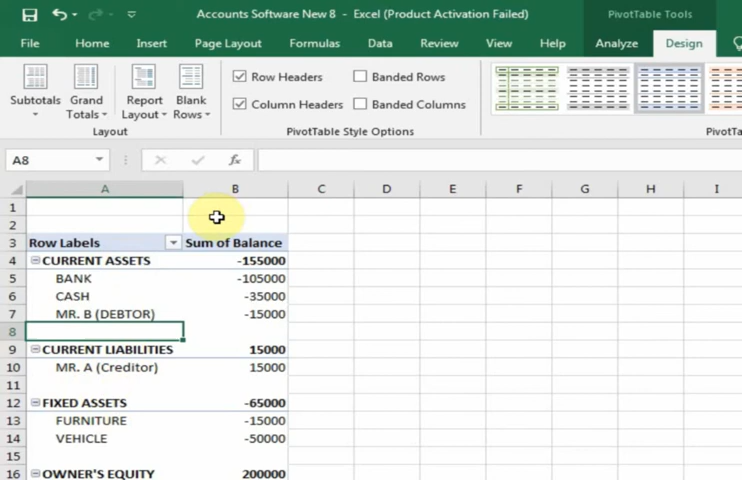 Accounts Software New 8 - Excel (Product Activation Failed)
PivotTable Tools
File Home Insert Page Layout Formulas Data Review View Help Analyze Design
Subtotals
Grand Totals
Report Layout
Blank Rows
Layout
Row Headers
Banded Rows
Column Headers
Banded Columns
PivotTable Style Options
A8
fx
A B C D E F G H I
1
2
3 Row Labels Sum of Balance
4 CURRENT ASSETS -155000
5 BANK -105000
6 CASH -35000
7 MR. B (DEBTOR) -15000
8
9 CURRENT LIABILITIES 15000
10 MR. A (Creditor) 15000
11
12 FIXED ASSETS -65000
13 FURNITURE -15000
14 VEHICLE -50000
15
16 OWNER'S EQUITY 200000